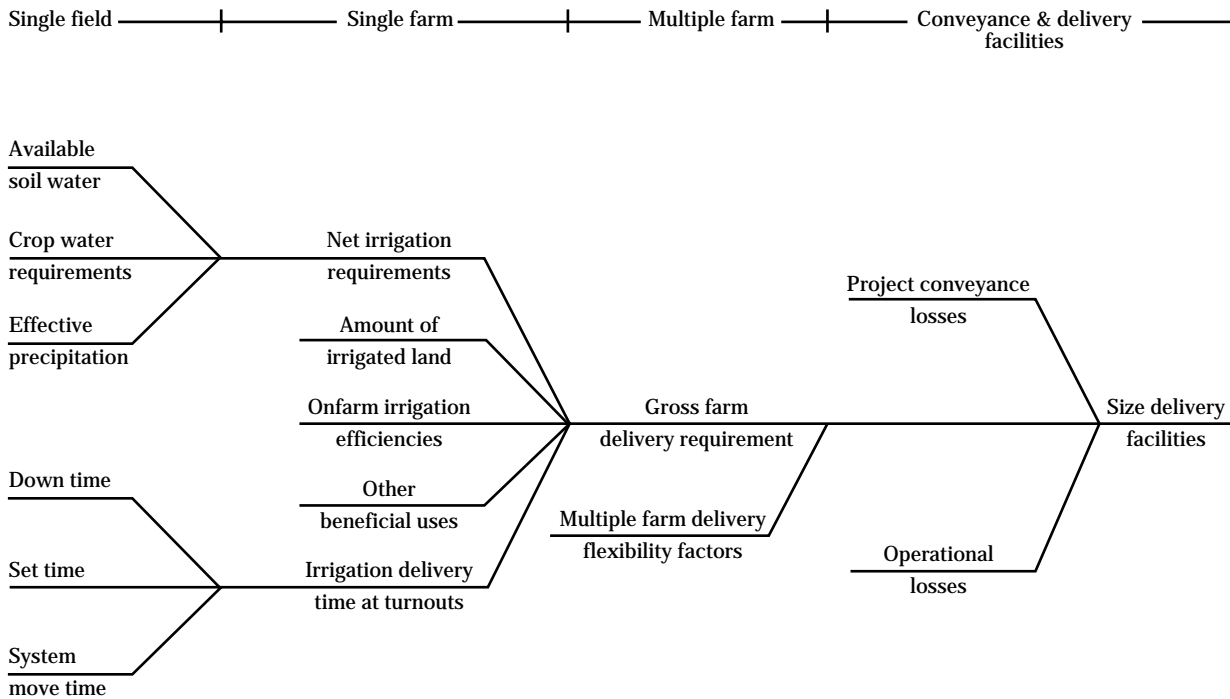 Single field
Single farm
Multiple farm
Conveyance & delivery
facilities
Available
soil water
Crop water
requirements
Effective
precipitation
Down time
Set time
System
move time
Net irrigation
requirements
Amount of
irrigated land
Onfarm irrigation
efficiencies
Other
beneficial uses
Irrigation delivery
time at turnouts
Gross farm
delivery requirement
Multiple farm delivery
flexibility factors
Project conveyance
losses
Operational
losses
Size delivery
facilities